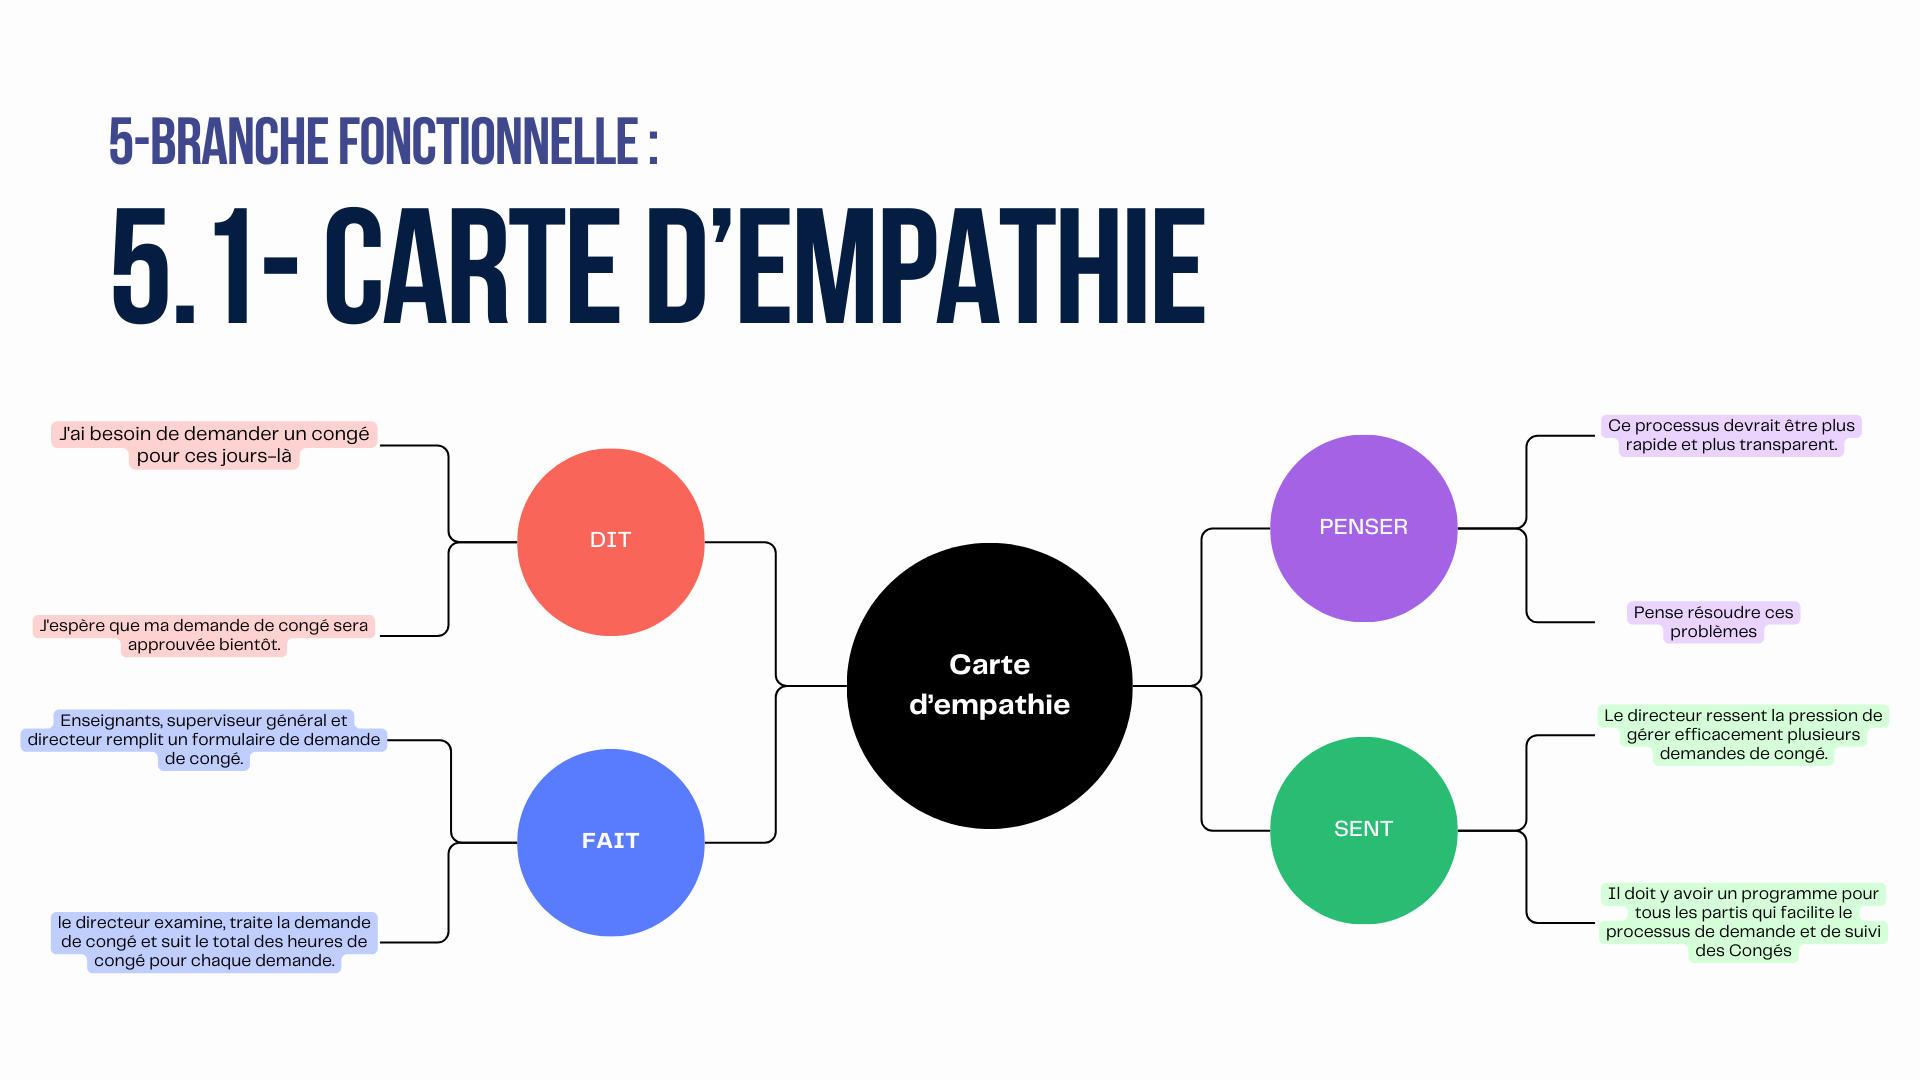 5-BRANCHE FONCTIONNELLE :
5.1- CARTE D’EMPATHIE
J'ai besoin de demander un congé
pour ces jours-là
DIT
J'espère que ma demande de congé sera
approuvée bientôt.
Enseignants, superviseur général et
directeur remplit un formulaire de demande
de congé.
FAIT
le directeur examine, traite la demande
de congé et suit le total des heures de
congé pour chaque demande.
Carte
d’empathie
PENSER
Ce processus devrait être plus
rapide et plus transparent.
Pense résoudre ces
problèmes
SENT
Le directeur ressent la pression de
gérer efficacement plusieurs
demandes de congé.
Il doit y avoir un programme pour
tous les partis qui facilite le
processus de demande et de suivi
des Congés